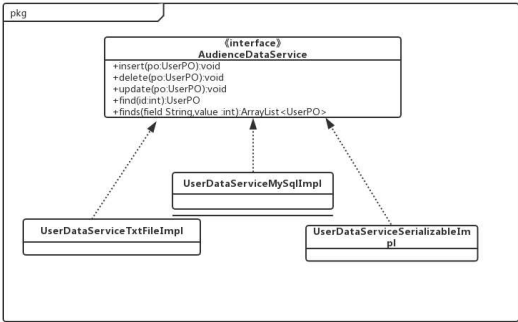 pkg
《interface》
AudienceDataService
+insert(po:UserPO):void
+delete(po:UserPO):void
+update(po:UserPO):void
+find(id:int):UserPO
+finds(field String,value :int):ArrayList<UserPO>
UserDataServiceMySqlImpl
UserDataServiceTxtFileImpl
UserDataServiceSerializableIm
pl